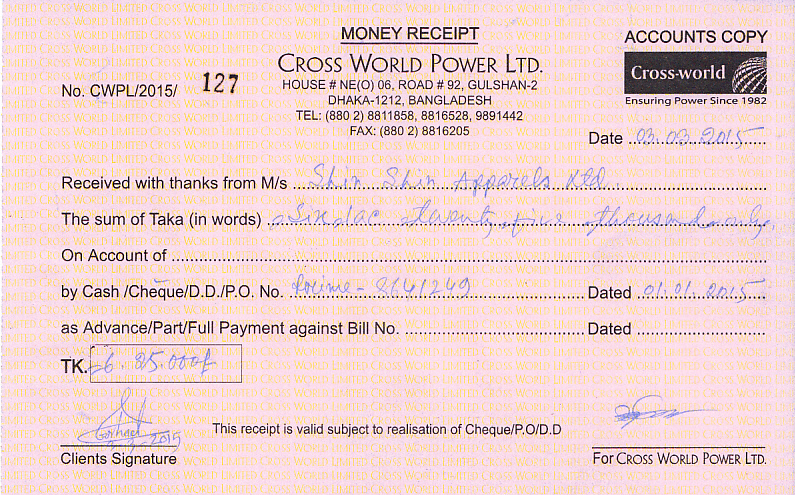 MONEY RECEIPT
ACCOUNTS COPY
CROSS WORLD POWER LTD.
Cross-world
Ensuring Power Since 1982
No. CWPL/2015/ 127
HOUSE # NE(O) 06, ROAD # 92, GULSHAN-2
DHAKA-1212, BANGLADESH
TEL: (880 2) 8811858, 8816528, 9891442
FAX: (880 2) 8816205
Date 03.03.2015
Received with thanks from M/s Shin Shin Apparels Ltd.
The sum of Taka (in words) Six lac twenty five thousand only.
On Account of
by Cash /Cheque/D.D./P.O. No. Prime - 8641249 Dated 01.01.2015
as Advance/Part/Full Payment against Bill No. Dated
TK. 6.25.000/
2015
This receipt is valid subject to realisation of Cheque/P.O/D.D
Clients Signature
For CROSS WORLD POWER LTD.